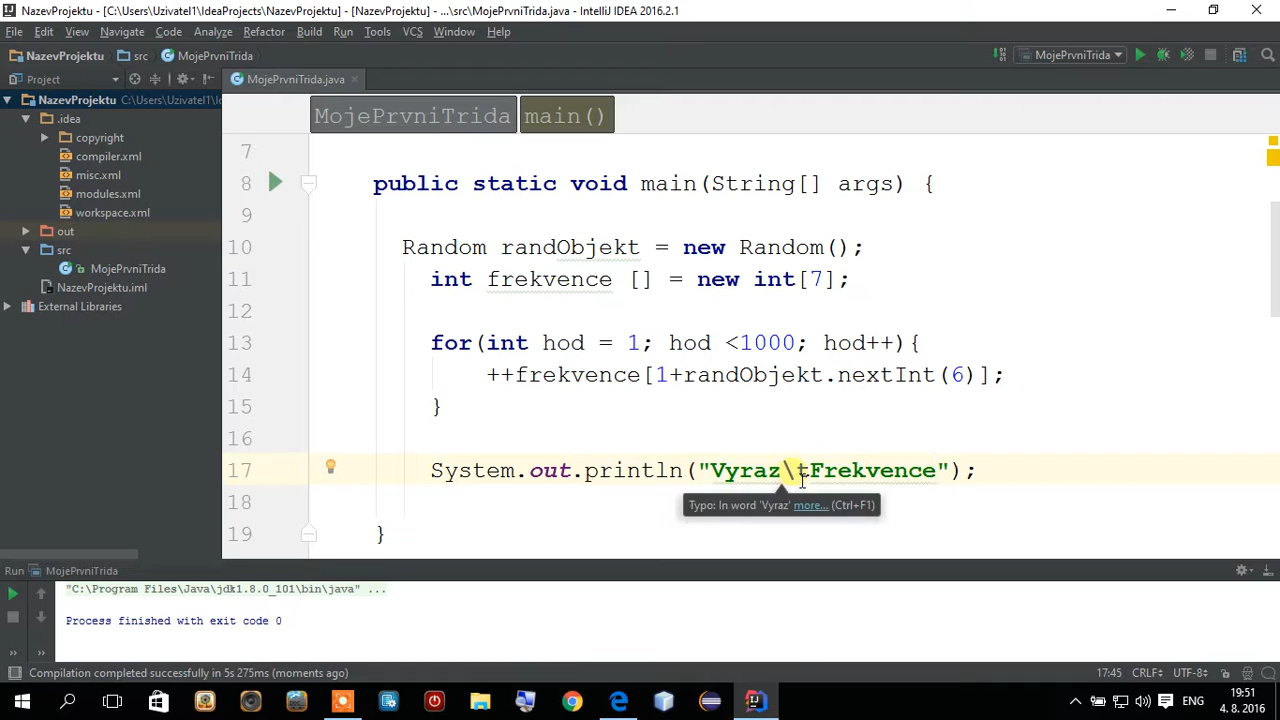 NazevProjektu - [C:\Users\Uzivatel1\IdeaProjects\NazevProjektu] - [NazevProjektu] - ...\src\MojePrvniTrida.java - IntelliJ IDEA 2016.2.1
File Edit View Navigate Code Analyze Refactor Build Run Tools VCS Window Help
NazevProjektu src MojePrvniTrida MojePrvniTrida
Project MojePrvniTrida.java
NazevProjektu C:\Users\Uzivatel1\Id
.idea
copyright
compiler.xml
misc.xml
modules.xml
workspace.xml
out
src
MojePrvniTrida
NazevProjektu.iml
External Libraries
MojePrvniTrida main()
7
8 public static void main(String[] args) {
9
10 Random randObjekt = new Random();
11 int frekvence [] = new int[7];
12
13 for(int hod = 1; hod <1000; hod++){
14 ++frekvence[1+randObjekt.nextInt(6)];
15 }
16
17 System.out.println("Vyraz\tFrekvence");
Typo: In word 'Vyraz' more... (Ctrl+F1)
18
19 }
Run MojePrvniTrida
"C:\Program Files\Java\jdk1.8.0_101\bin\java" ...
Process finished with exit code 0
Compilation completed successfully in 5s 275ms (moments ago) 17:45 CRLF UTF-8
ENG 19:51
4. 8. 2016